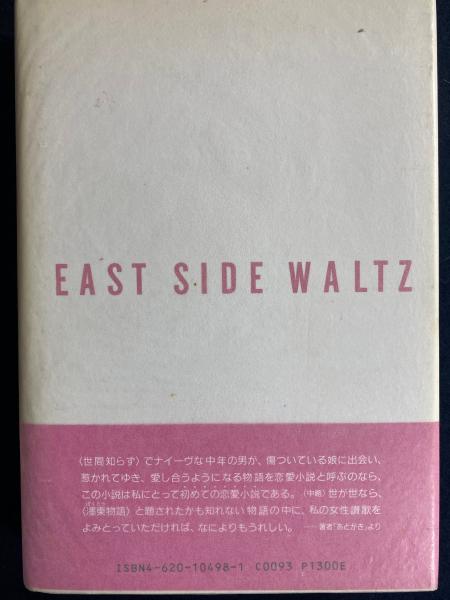 EAST SIDE WALTZ
〈世間知らず〉でナイーヴな中年の男が、傷ついている娘に出会い、
惹かれてゆき、愛し合うようになる物語を恋愛小説と呼ぶのなら、
この小説は私にとって初めての恋愛小説である。(中略)世が世なら、
〈濹東物語〉と題されたかも知れない物語の中に、私の女性讃歌を
よみとっていただければ、なによりもうれしい。 ──著者「あとがき」より
ISBN4-620-10498-1 C0093 P1300E